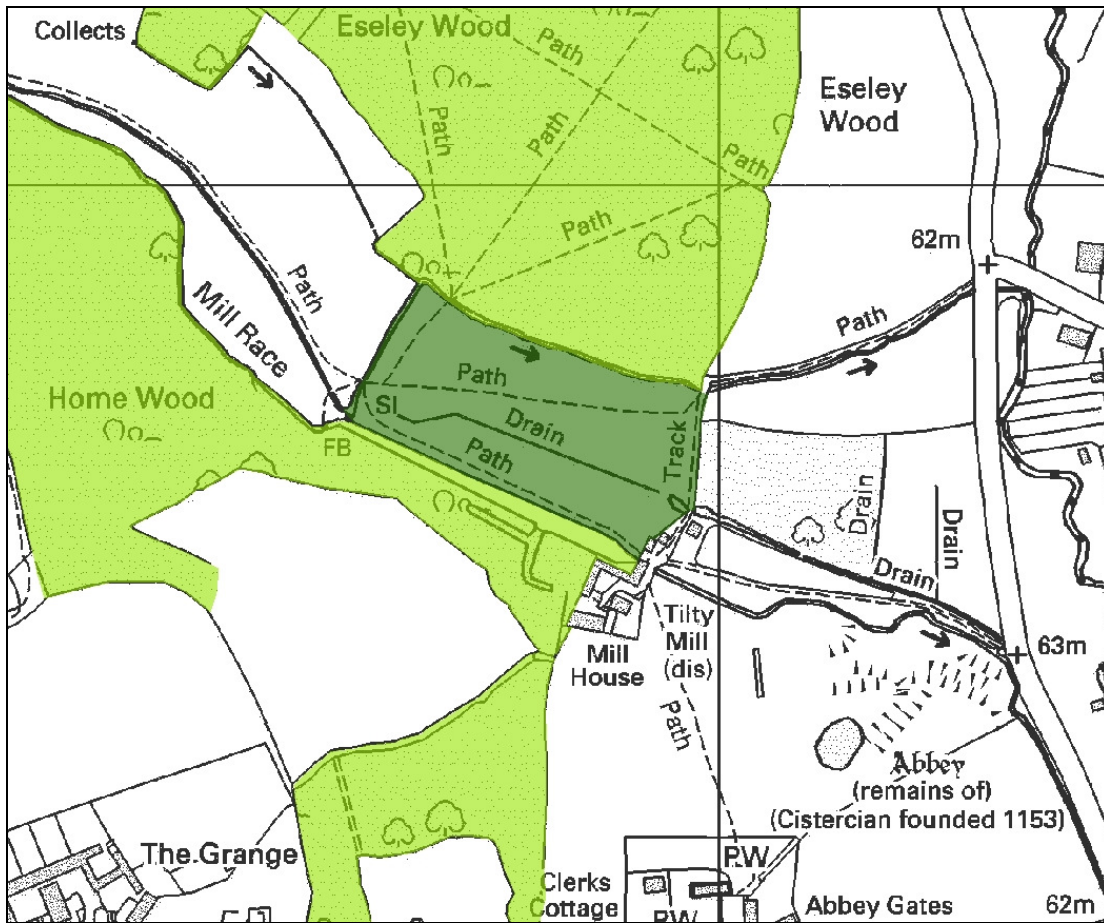 Collects
Eseley Wood
Path
Path
Path
Path
Path
Eseley
Wood
62m
Path
Mill Race
Path
Home Wood
Path
SI
Drain
FB
Path
Track
Drain
Drain
Drain
Tilty
Mill
(dis)
Mill
House
63m
Path
Abbey
(remains of)
(Cistercian founded 1153)
The Grange
PW
Clerks
Cottage
PW
Abbey Gates
62m